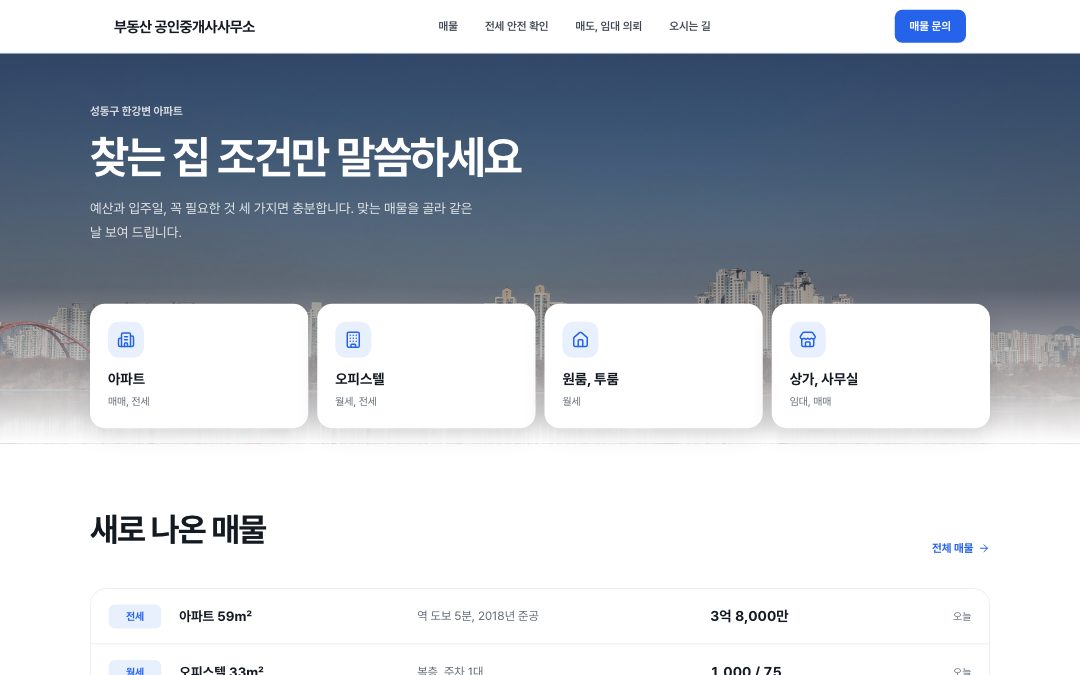 부동산 공인중개사사무소
매물
전세 안전 확인
매도, 임대 의뢰
오시는 길
매물 문의
성동구 한강변 아파트
찾는 집 조건만 말씀하세요
예산과 입주일, 꼭 필요한 것 세 가지면 충분합니다. 맞는 매물을 골라 같은
날 보여 드립니다.
아파트
매매, 전세
오피스텔
월세, 전세
원룸, 투룸
월세
상가, 사무실
임대, 매매
새로 나온 매물
전체 매물 →
전세 아파트 59m² 역 도보 5분, 2018년 준공 3억 8,000만 오늘
월세 오피스텔 33m² 복층, 주차 1대 1,000 / 75 오늘